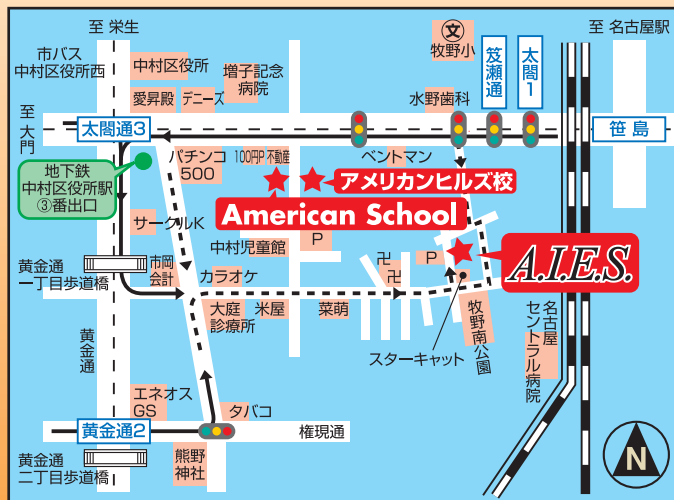 至 栄生
市バス
中村区役所西
中村区役所
増子記念
病院
文
牧野小
笈瀬通
太閤1
至 名古屋駅
至
大門
愛昇殿
デニーズ
水野歯科
太閤通3
笹島
地下鉄
中村区役所駅
③番出口
パチンコ
500
100円P
不動産
ベントマン
アメリカンヒルズ校
American School
サークルK
中村児童館
P
卍
卍
P
A.I.E.S.
黄金通
一丁目歩道橋
市岡
会計
カラオケ
大庭
診療所
米屋
菜萌
スターキャット
牧野南公園
名古屋
セントラル病院
黄金通
エネオス
GS
タバコ
黄金通2
権現通
熊野
神社
黄金通
二丁目歩道橋
N